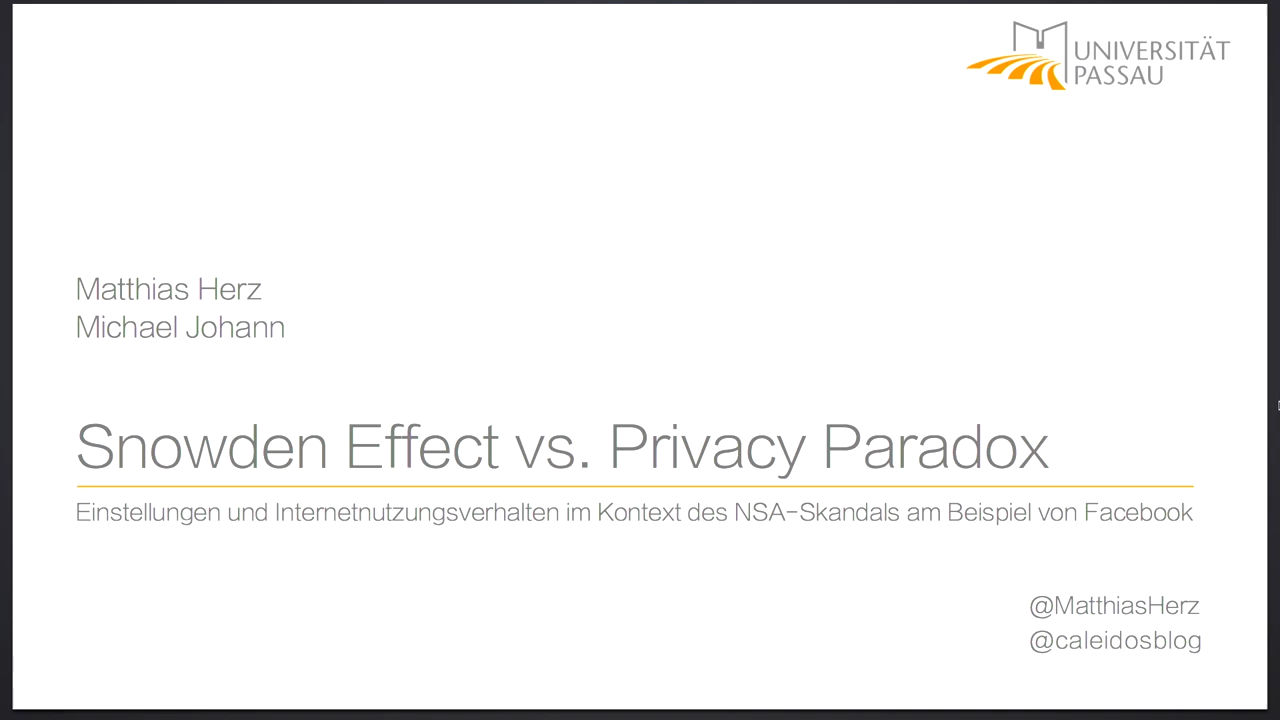 UNIVERSITÄT
PASSAU
Matthias Herz
Michael Johann
Snowden Effect vs. Privacy Paradox
Einstellungen und Internetnutzungsverhalten im Kontext des NSA-Skandals am Beispiel von Facebook
@MatthiasHerz
@caleidosblog